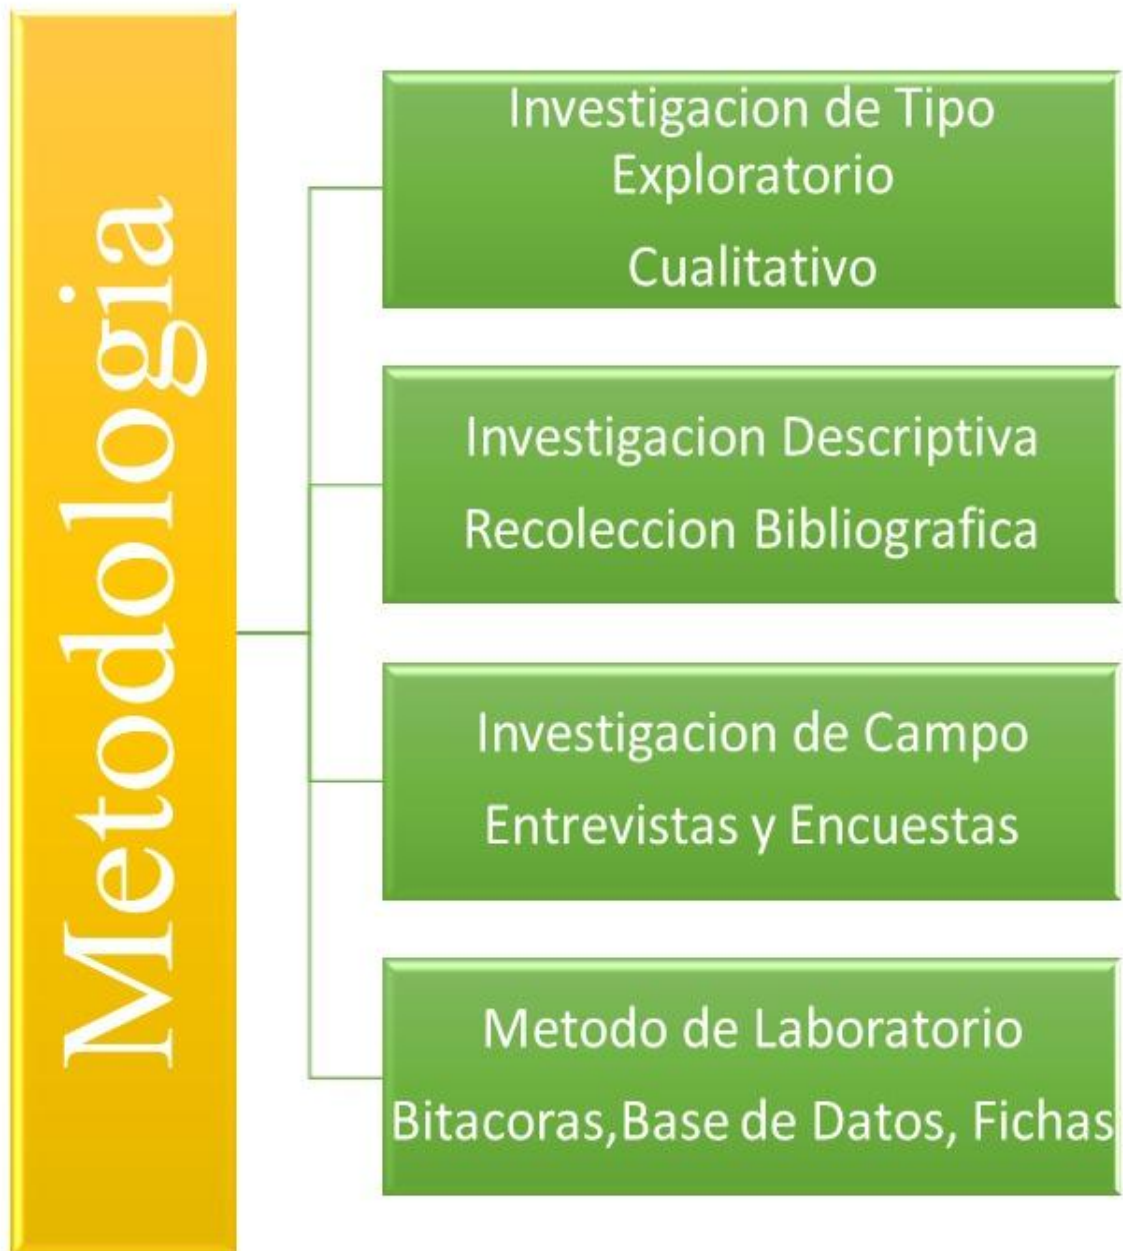 Metodologia
Investigacion de Tipo
Exploratorio
Cualitativo
Investigacion Descriptiva
Recoleccion Bibliografica
Investigacion de Campo
Entrevistas y Encuestas
Metodo de Laboratorio
Bitacoras,Base de Datos, Fichas